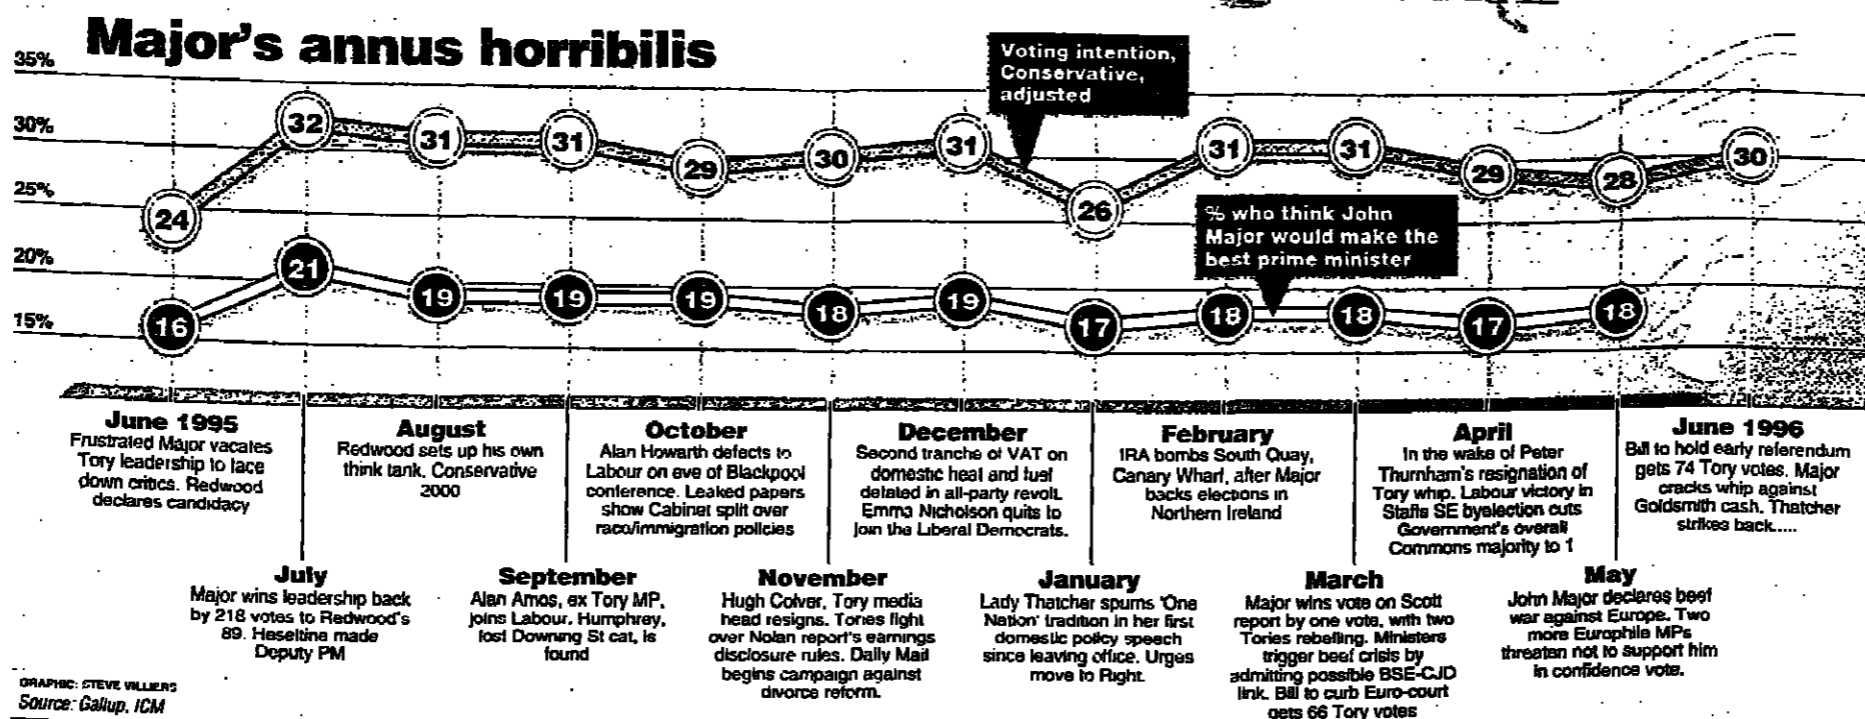 Major's annus horribilis
35%
30%
25%
20%
15%
Voting intention,
Conservative,
adjusted
24
32
31
31
29
30
31
26
31
31
29
28
30
% who think John
Major would make the
best prime minister
16
21
19
19
19
18
19
17
18
18
17
18
June 1995
Frustrated Major vacates
Tory leadership to face
down critics. Redwood
declares candidacy
July
Major wins leadership back
by 218 votes to Redwood's
89. Heseltine made
Deputy PM
August
Redwood sets up his own
think tank, Conservative
2000
September
Alan Amos, ex Tory MP,
joins Labour. Humphrey,
lost Downing St cat, is
found
October
Alan Howarth defects to
Labour on eve of Blackpool
conference. Leaked papers
show Cabinet split over
race/immigration policies
November
Hugh Colver, Tory media
head resigns. Tories fight
over Nolan report's earnings
disclosure rules. Daily Mail
begins campaign against
divorce reform.
December
Second tranche of VAT on
domestic heat and fuel
defated in all-party revolt.
Emma Nicholson quits to
join the Liberal Democrats.
January
Lady Thatcher spurns 'One
Nation' tradition in her first
domestic policy speech
since leaving office. Urges
move to Right.
February
IRA bombs South Quay,
Canary Wharf, after Major
backs elections in
Northern Ireland
March
Major wins vote on Scott
report by one vote, with two
Tories rebelling. Ministers
trigger beef crisis by
admitting possible BSE-CJD
link. Bill to curb Euro-court
gets 66 Tory votes
April
In the wake of Peter
Thurnham's resignation of
Tory whip, Labour victory in
Staffs SE byelection cuts
Government's overall
Commons majority to 1
May
John Major declares beef
war against Europe. Two
more Europhile MPs
threaten not to support him
in confidence vote.
June 1996
Bill to hold early referendum
gets 74 Tory votes. Major
cracks whip against
Goldsmith cash. Thatcher
strikes back.....
GRAPHIC: STEVE VILLIERS
Source: Gallup, ICM